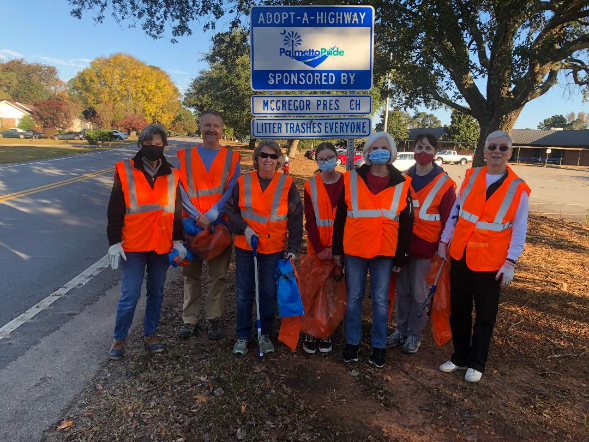 ADOPT-A-HIGHWAY
PalmettoPride
SPONSORED BY
MCGREGOR PRES CH
LITTER TRASHES EVERYONE